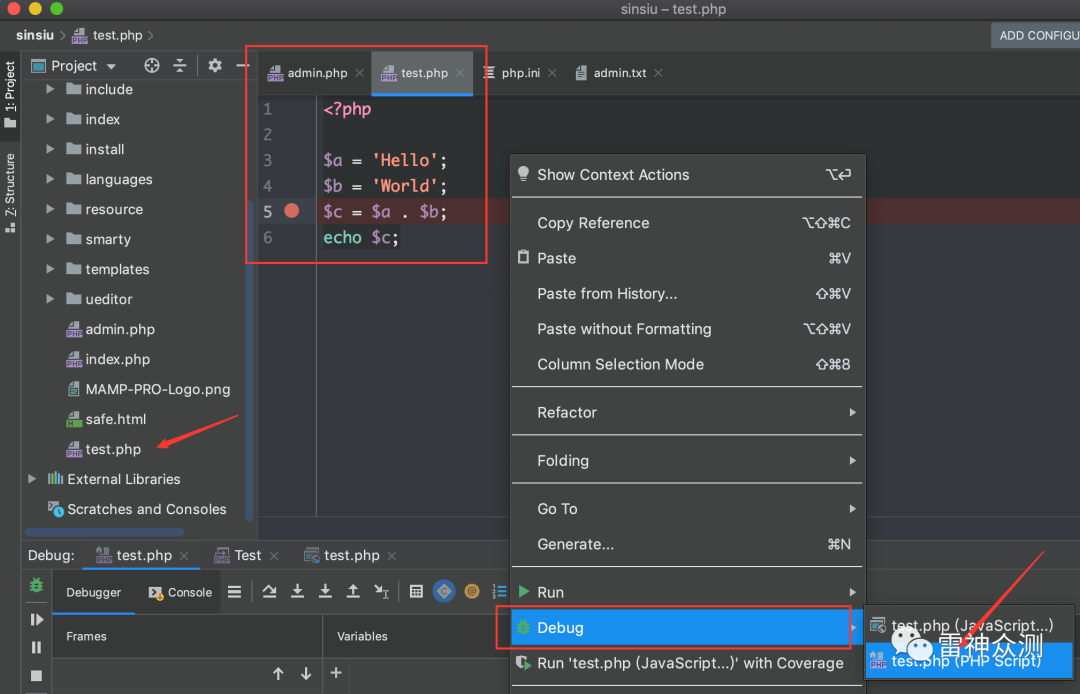 sinsiu – test.php
sinsiu
test.php
ADD CONFIGU
1: Project
Z: Structure
Project
include
index
install
languages
resource
smarty
templates
ueditor
admin.php
index.php
MAMP-PRO-Logo.png
safe.html
test.php
External Libraries
Scratches and Consoles
admin.php
test.php
php.ini
admin.txt
1 <?php
2
3 $a = 'Hello';
4 $b = 'World';
5 $c = $a . $b;
6 echo $c;
Show Context Actions ⌥↩
Copy Reference ⌥⇧⌘C
Paste ⌘V
Paste from History... ⇧⌘V
Paste without Formatting ⌥⇧⌘V
Column Selection Mode ⇧⌘8
Refactor
Folding
Go To
Generate... ⌘N
Run
Debug
Run 'test.php (JavaScript...)' with Coverage
test.php (JavaScript...)
test.php (PHP Script)
雷神众测
Debug:
test.php
Test
test.php
Debugger
Console
Frames
Variables